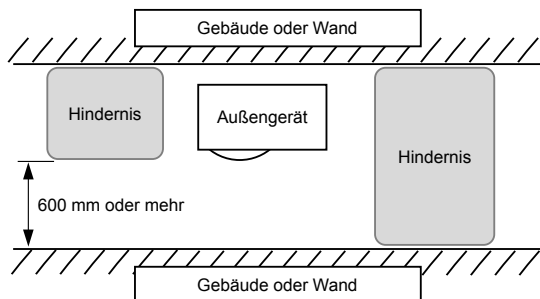 Gebäude oder Wand
Hindernis
Außengerät
Hindernis
600 mm oder mehr
Gebäude oder Wand